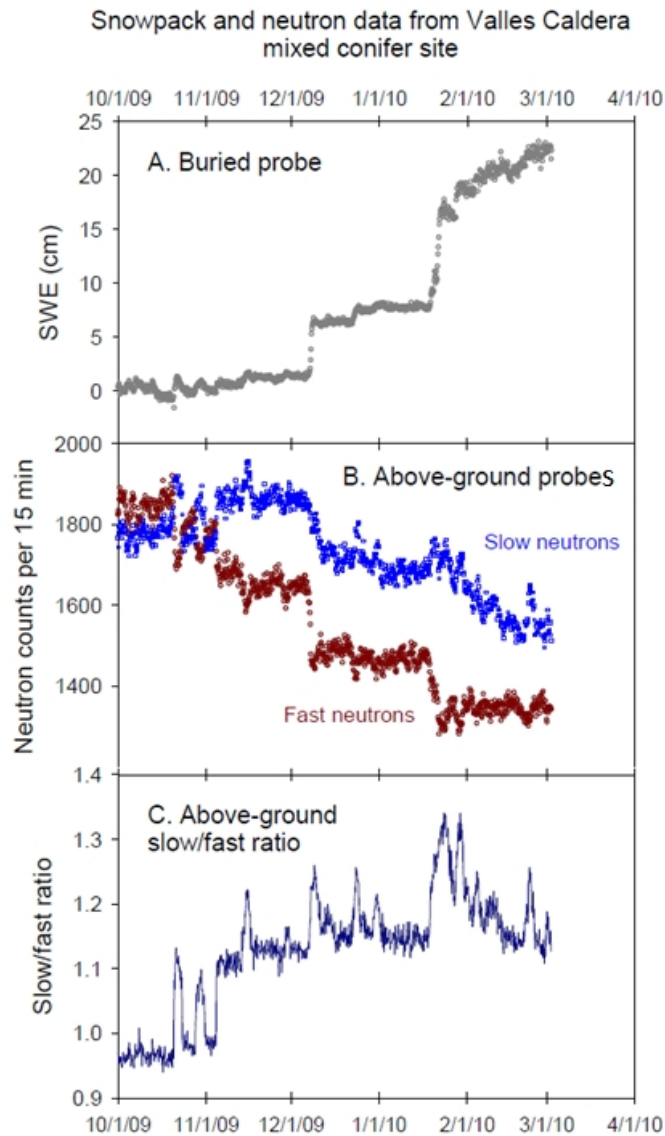 Snowpack and neutron data from Valles Caldera
mixed conifer site
10/1/09 11/1/09 12/1/09 1/1/10 2/1/10 3/1/10 4/1/10
25
20
15
10
5
0
SWE (cm)
A. Buried probe
2000
1800
1600
1400
Neutron counts per 15 min
B. Above-ground probes
Slow neutrons
Fast neutrons
1.4
1.3
1.2
1.1
1.0
0.9
Slow/fast ratio
C. Above-ground
slow/fast ratio
10/1/09 11/1/09 12/1/09 1/1/10 2/1/10 3/1/10 4/1/10